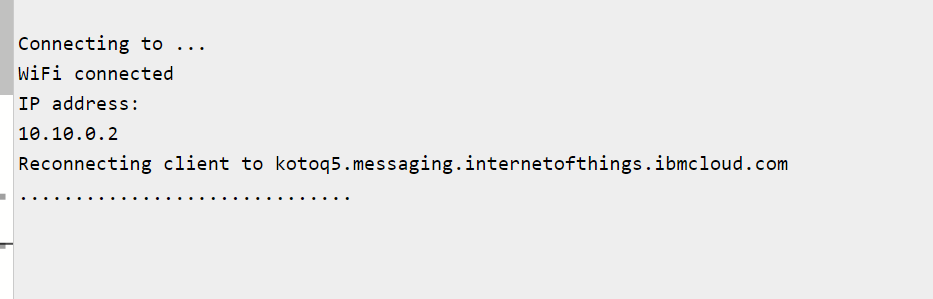 Connecting to ...
WiFi connected
IP address:
10.10.0.2
Reconnecting client to kotoq5.messaging.internetofthings.ibmcloud.com
..............................